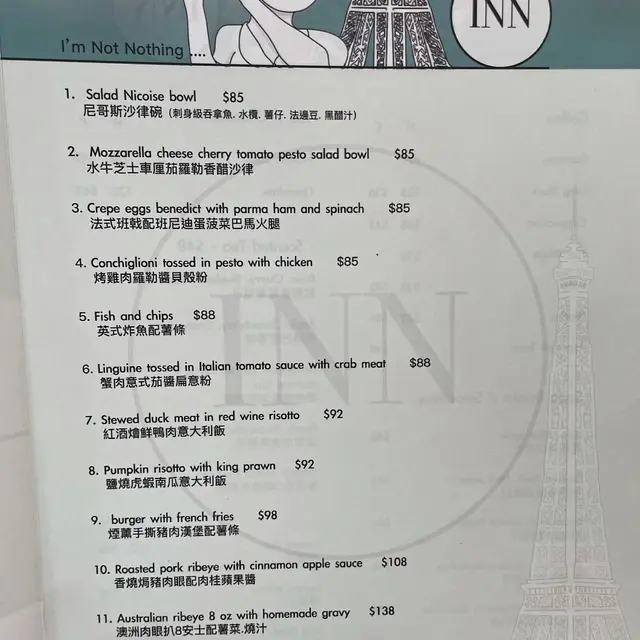 INN
I'm Not Nothing ....
1. Salad Nicoise bowl $85
尼哥斯沙律碗 (刺身級吞拿魚. 水欖. 薯仔. 法邊豆. 黑醋汁)
2. Mozzarella cheese cherry tomato pesto salad bowl $85
水牛芝士車厘茄羅勒香醋沙律
3. Crepe eggs benedict with parma ham and spinach $85
法式班戟配班尼迪蛋菠菜巴馬火腿
4. Conchiglioni tossed in pesto with chicken $85
烤雞肉羅勒醬貝殼粉
5. Fish and chips $88
英式炸魚配薯條
6. Linguine tossed in Italian tomato sauce with crab meat $88
蟹肉意式茄醬扁意粉
7. Stewed duck meat in red wine risotto $92
紅酒燴鮮鴨肉意大利飯
8. Pumpkin risotto with king prawn $92
鹽燒虎蝦南瓜意大利飯
9. burger with french fries $98
煙薰手撕豬肉漢堡配薯條
10. Roasted pork ribeye with cinnamon apple sauce $108
香燒焗豬肉眼配肉桂蘋果醬
11. Australian ribeye 8 oz with homemade gravy $138
澳洲肉眼扒8安士配薯菜.燒汁
INN